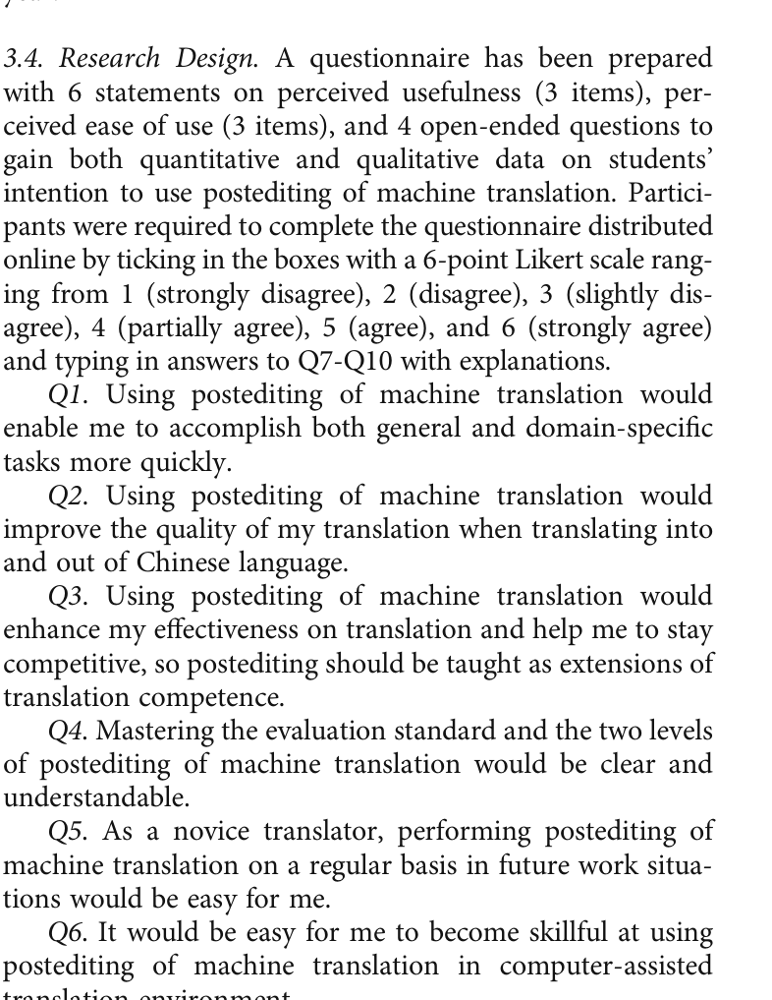 3.4. Research Design. A questionnaire has been prepared
with 6 statements on perceived usefulness (3 items), per-
ceived ease of use (3 items), and 4 open-ended questions to
gain both quantitative and qualitative data on students’
intention to use postediting of machine translation. Partici-
pants were required to complete the questionnaire distributed
online by ticking in the boxes with a 6-point Likert scale rang-
ing from 1 (strongly disagree), 2 (disagree), 3 (slightly dis-
agree), 4 (partially agree), 5 (agree), and 6 (strongly agree)
and typing in answers to Q7-Q10 with explanations.
Q1. Using postediting of machine translation would
enable me to accomplish both general and domain-specific
tasks more quickly.
Q2. Using postediting of machine translation would
improve the quality of my translation when translating into
and out of Chinese language.
Q3. Using postediting of machine translation would
enhance my effectiveness on translation and help me to stay
competitive, so postediting should be taught as extensions of
translation competence.
Q4. Mastering the evaluation standard and the two levels
of postediting of machine translation would be clear and
understandable.
Q5. As a novice translator, performing postediting of
machine translation on a regular basis in future work situa-
tions would be easy for me.
Q6. It would be easy for me to become skillful at using
postediting of machine translation in computer-assisted
translation environment.